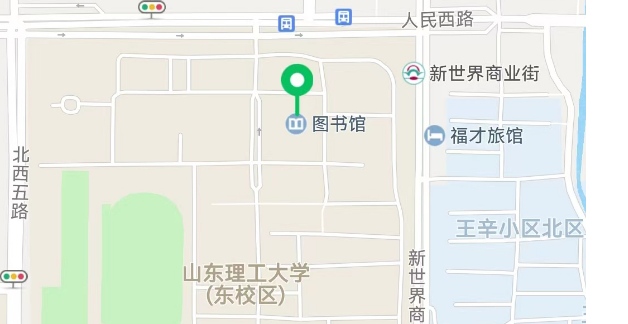 人民西路
新世界商业街
图书馆
福才旅馆
北西五路
王辛小区北区
山东理工大学
(东校区)
新世界商